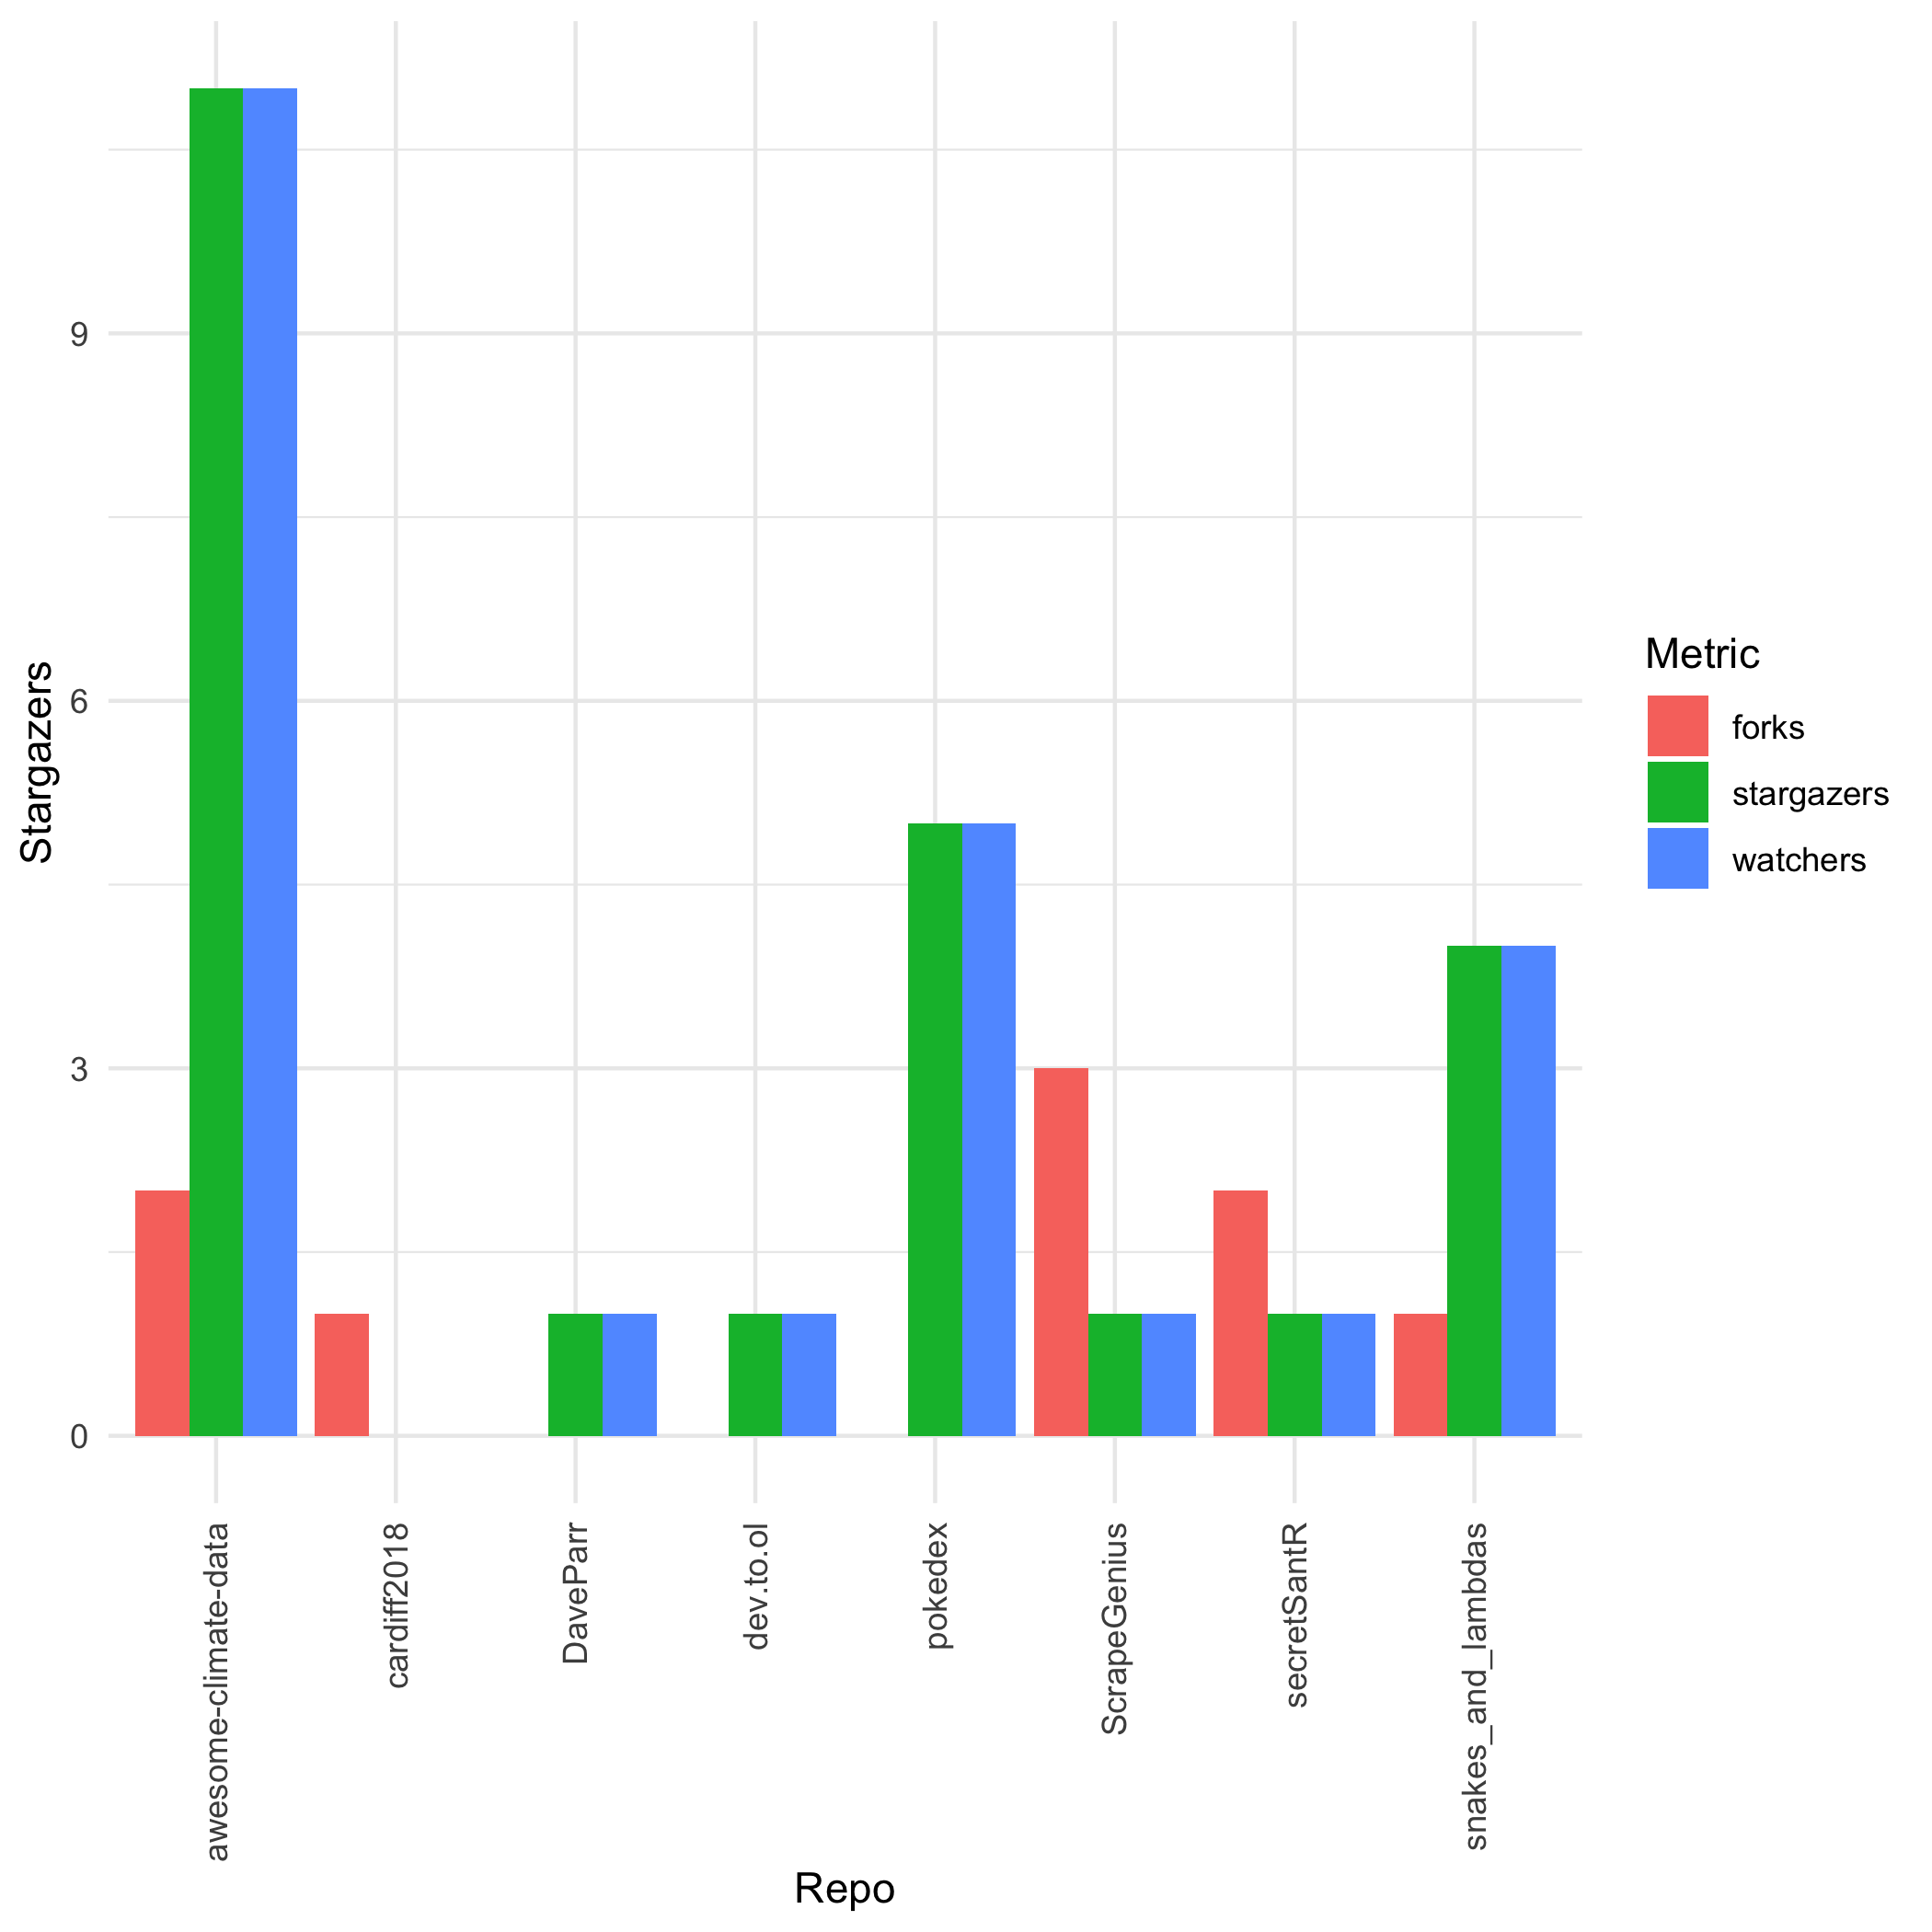 Stargazers
9
6
3
0
awesome-climate-data
cardiff2018
DaveParr
dev.to.ol
pokedex
ScrapeGenius
secretSantR
snakes_and_lambdas
Repo
Metric
forks
stargazers
watchers